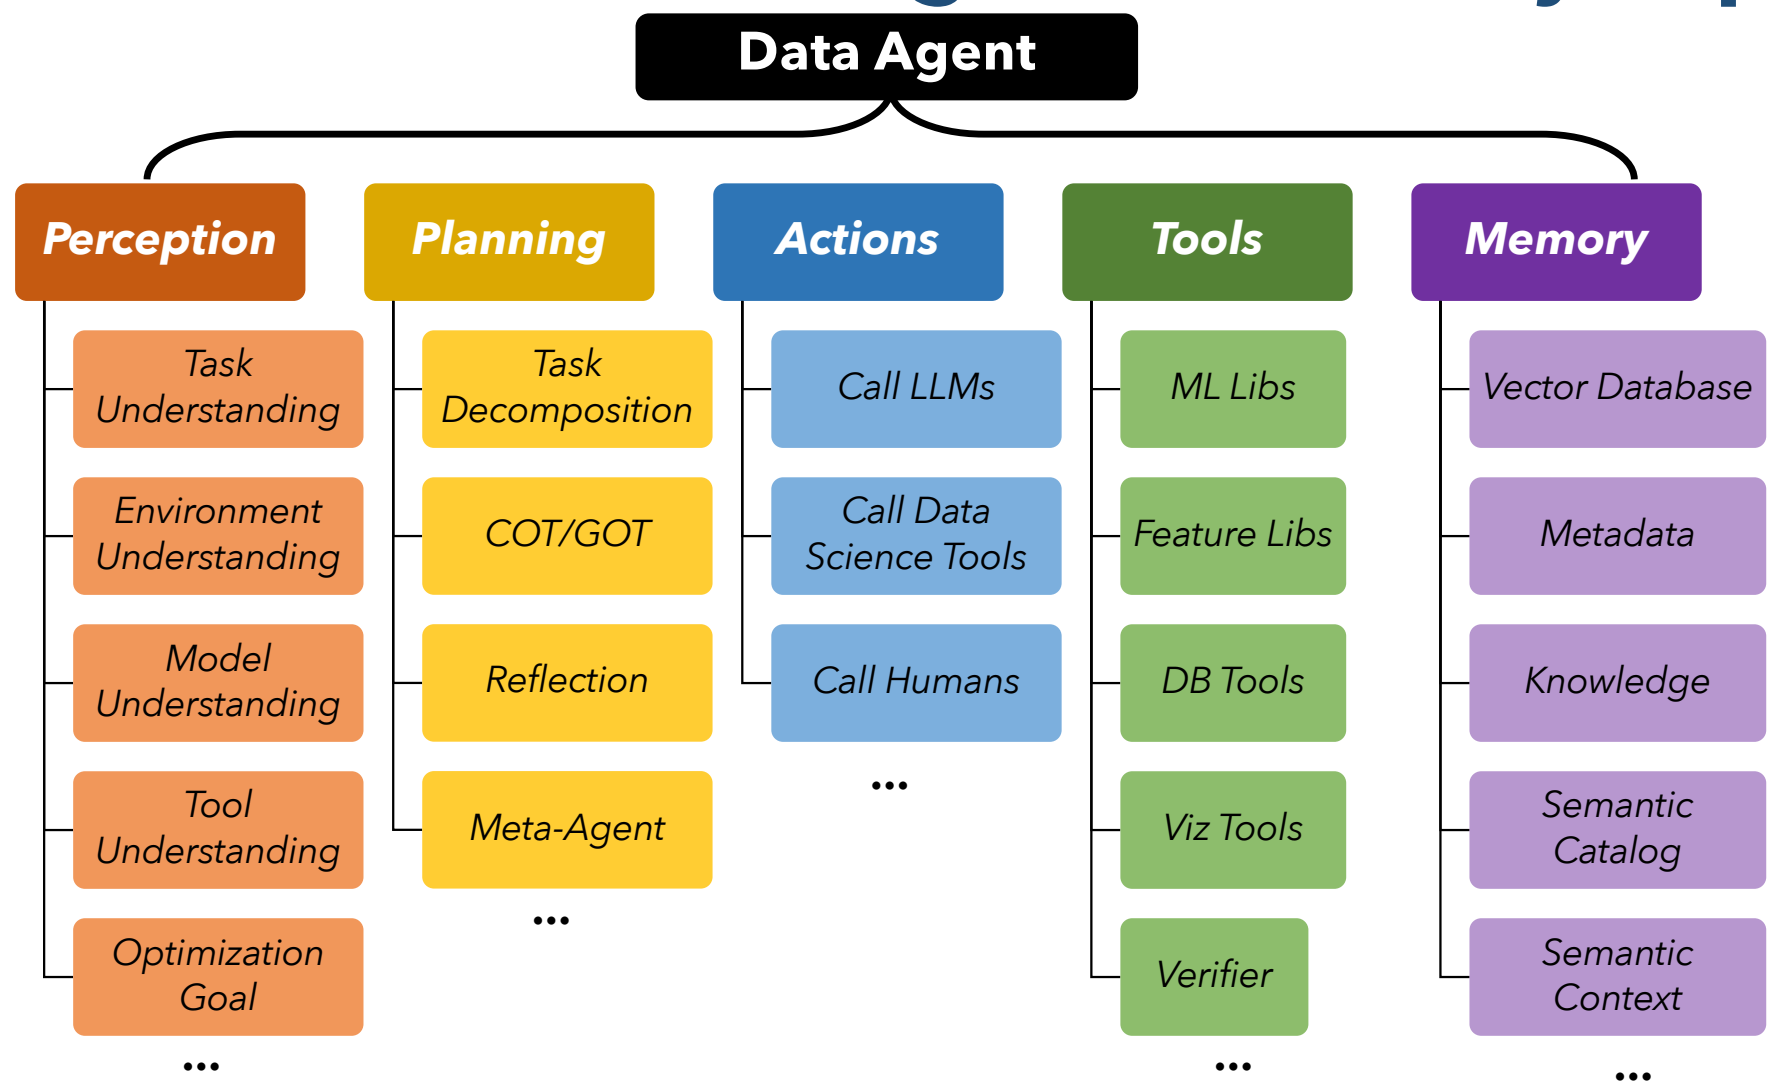 Data Agent
Perception
Task
Understanding
Environment
Understanding
Model
Understanding
Tool
Understanding
Optimization
Goal
...
Planning
Task
Decomposition
COT/GOT
Reflection
Meta-Agent
...
Actions
Call LLMs
Call Data
Science Tools
Call Humans
...
Tools
ML Libs
Feature Libs
DB Tools
Viz Tools
Verifier
...
Memory
Vector Database
Metadata
Knowledge
Semantic
Catalog
Semantic
Context
...